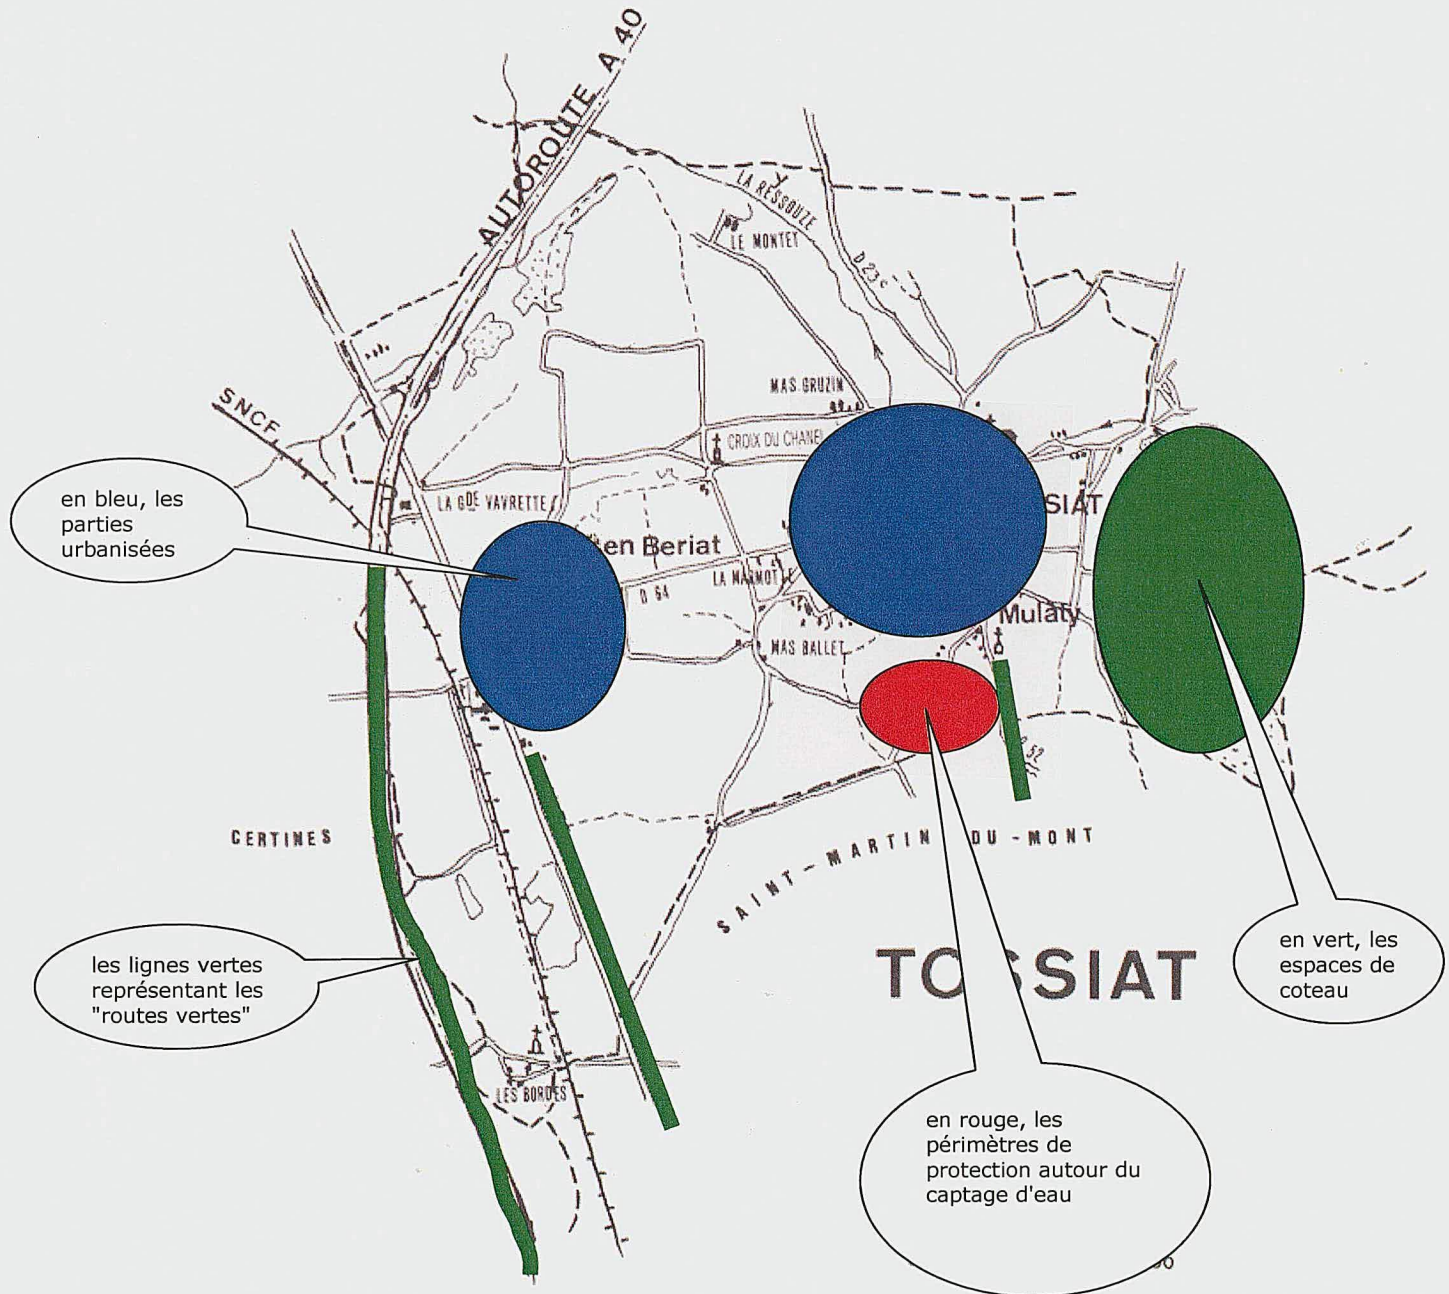 AUTOROUTE A 40
LA RESSOUZE
LE MONTET
D 23c
SNCF
MAS GRUZIN
CROIX DU CHANE
LA GDE VAVRETTE
SIAT
en Beriat
LA MARMOTTE
D 64
Mulaty
MAS BALLET
52
en bleu, les
parties
urbanisées
CERTINES
SAINT-MARTIN DU-MONT
les lignes vertes
représentant les
"routes vertes"
TOSSIAT
en vert, les
espaces de
coteau
LES BORDES
en rouge, les
périmètres de
protection autour du
captage d'eau